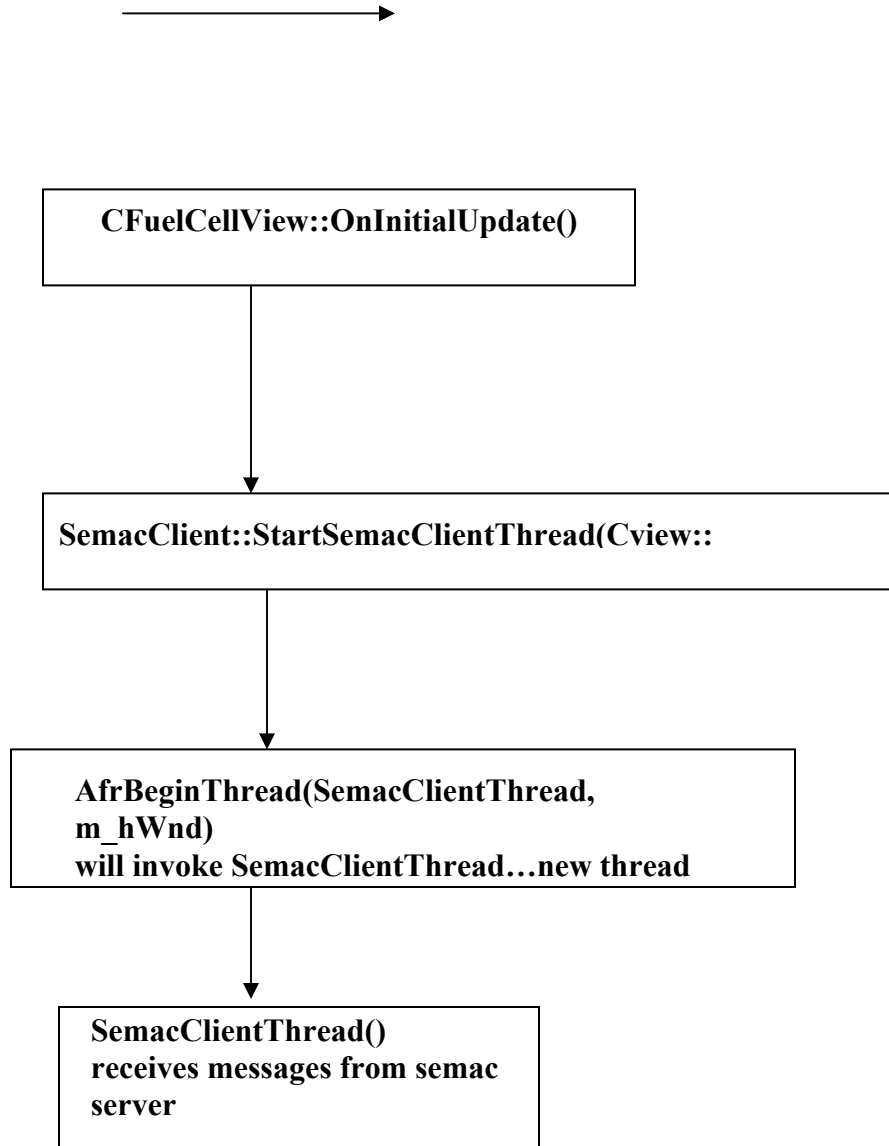 CFuelCellView::OnInitialUpdate()
SemacClient::StartSemacClientThread(Cview::
AfrBeginThread(SemacClientThread,
m_hWnd)
will invoke SemacClientThread…new thread
SemacClientThread()
receives messages from semac
server